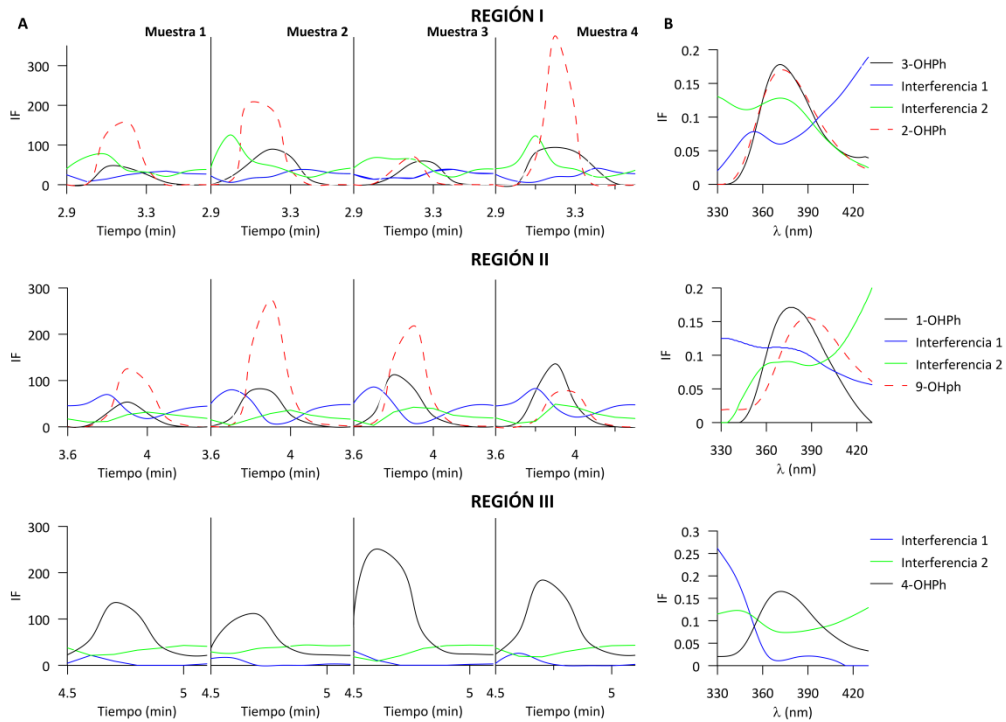 A
REGIÓN I
B
Muestra 1
Muestra 2
Muestra 3
Muestra 4
IF
300
200
100
0
2.9
3.3
2.9
3.3
2.9
3.3
2.9
3.3
Tiempo (min)
Tiempo (min)
Tiempo (min)
Tiempo (min)
IF
0.2
0.15
0.1
0.05
0
330
360
390
420
λ (nm)
3-OHPh
Interferencia 1
Interferencia 2
2-OHPh
REGIÓN II
IF
300
200
100
0
3.6
4
3.6
4
3.6
4
3.6
4
Tiempo (min)
Tiempo (min)
Tiempo (min)
Tiempo (min)
IF
0.2
0.15
0.1
0.05
0
330
360
390
420
λ (nm)
1-OHPh
Interferencia 1
Interferencia 2
9-OHph
REGIÓN III
IF
300
200
100
0
4.5
5
4.5
5
4.5
5
4.5
5
Tiempo (min)
Tiempo (min)
Tiempo (min)
Tiempo (min)
IF
0.3
0.25
0.2
0.15
0.1
0.05
0
330
360
390
420
λ (nm)
Interferencia 1
Interferencia 2
4-OHPh